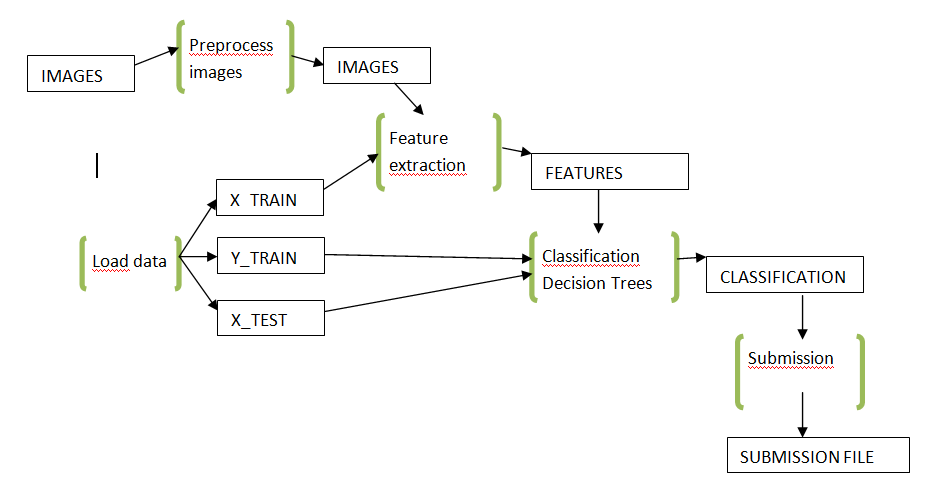 IMAGES
Preprocess
images
IMAGES
Feature
extraction
FEATURES
X_TRAIN
Y_TRAIN
X_TEST
Load data
Classification
Decision Trees
CLASSIFICATION
Submission
SUBMISSION FILE